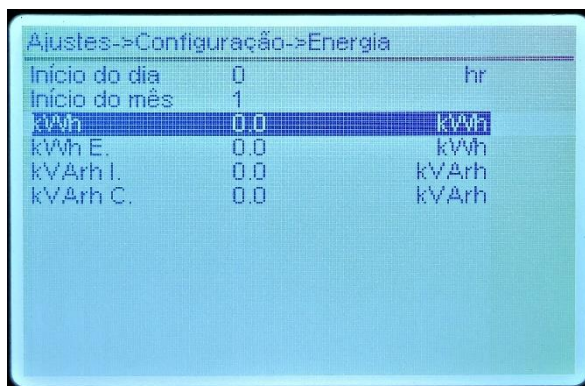 Ajustes->Configuração->Energia
Início do dia 0 hr
Início do mês 1
kWh 0.0 kWh
kWh E. 0.0 kWh
kVArh I. 0.0 kVArh
kVArh C. 0.0 kVArh